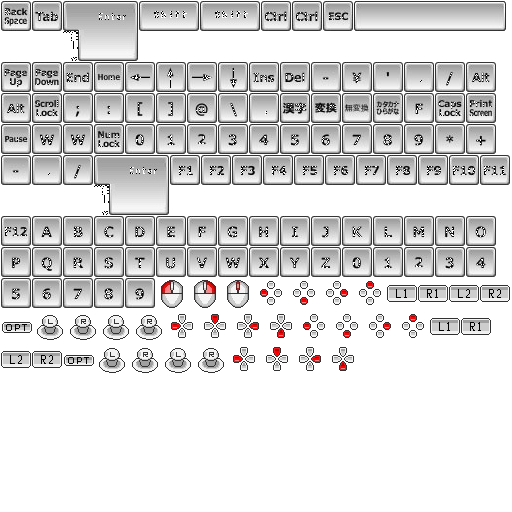 Back Space Tab Enter Shift Shift Ctrl Ctrl ESC
Page Up Page Down End Home ← ↑ → ↓ Ins Del - ¥ ' , / Alt
Alt Scroll Lock ; : [ ] @ \ . 漢字 変換 無変換 カタカナ ひらがな F Caps Lock Print Screen
Pause W W Num Lock 0 1 2 3 4 5 6 7 8 9 * +
- . / Enter F1 F2 F3 F4 F5 F6 F7 F8 F9 F10 F11
F12 A B C D E F G H I J K L M N O
P Q R S T U V W X Y Z 0 1 2 3 4
5 6 7 8 9 L1 R1 L2 R2
OPT L R L R L1 R1
L2 R2 OPT L R L R